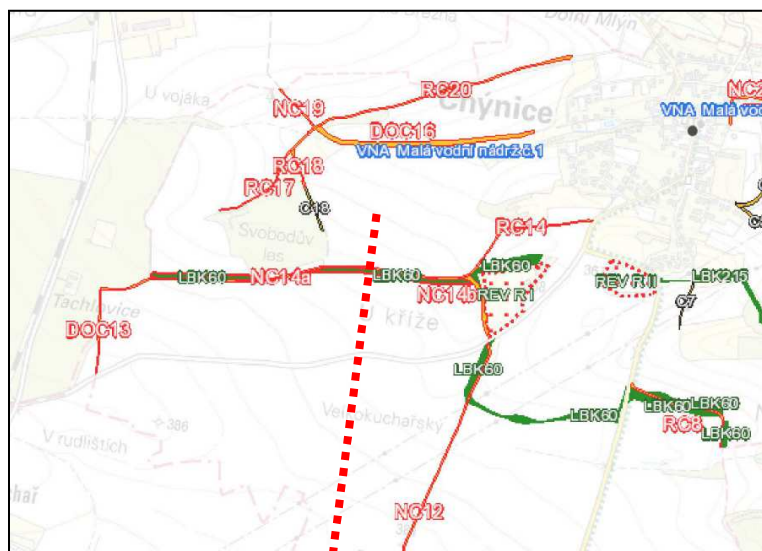 Dolní Mlýn
U vojáka
RC20
NC19
Chýnice
NC2
DOC16
VNA Malá vod
VNA Malá vodní nádrž č.1
RC18
RC17
C18
RC14
Svobodův
les
LBK60
NC14a
LBK60
LBK60
NC14b
REV R I
REV R II
LBK215
C7
Tachlovice
U kříže
DOC13
LBK60
386
Velkokuchařský
LBK60
LBK60
LBK60
RC8
LBK60
V rudlištích
NC12